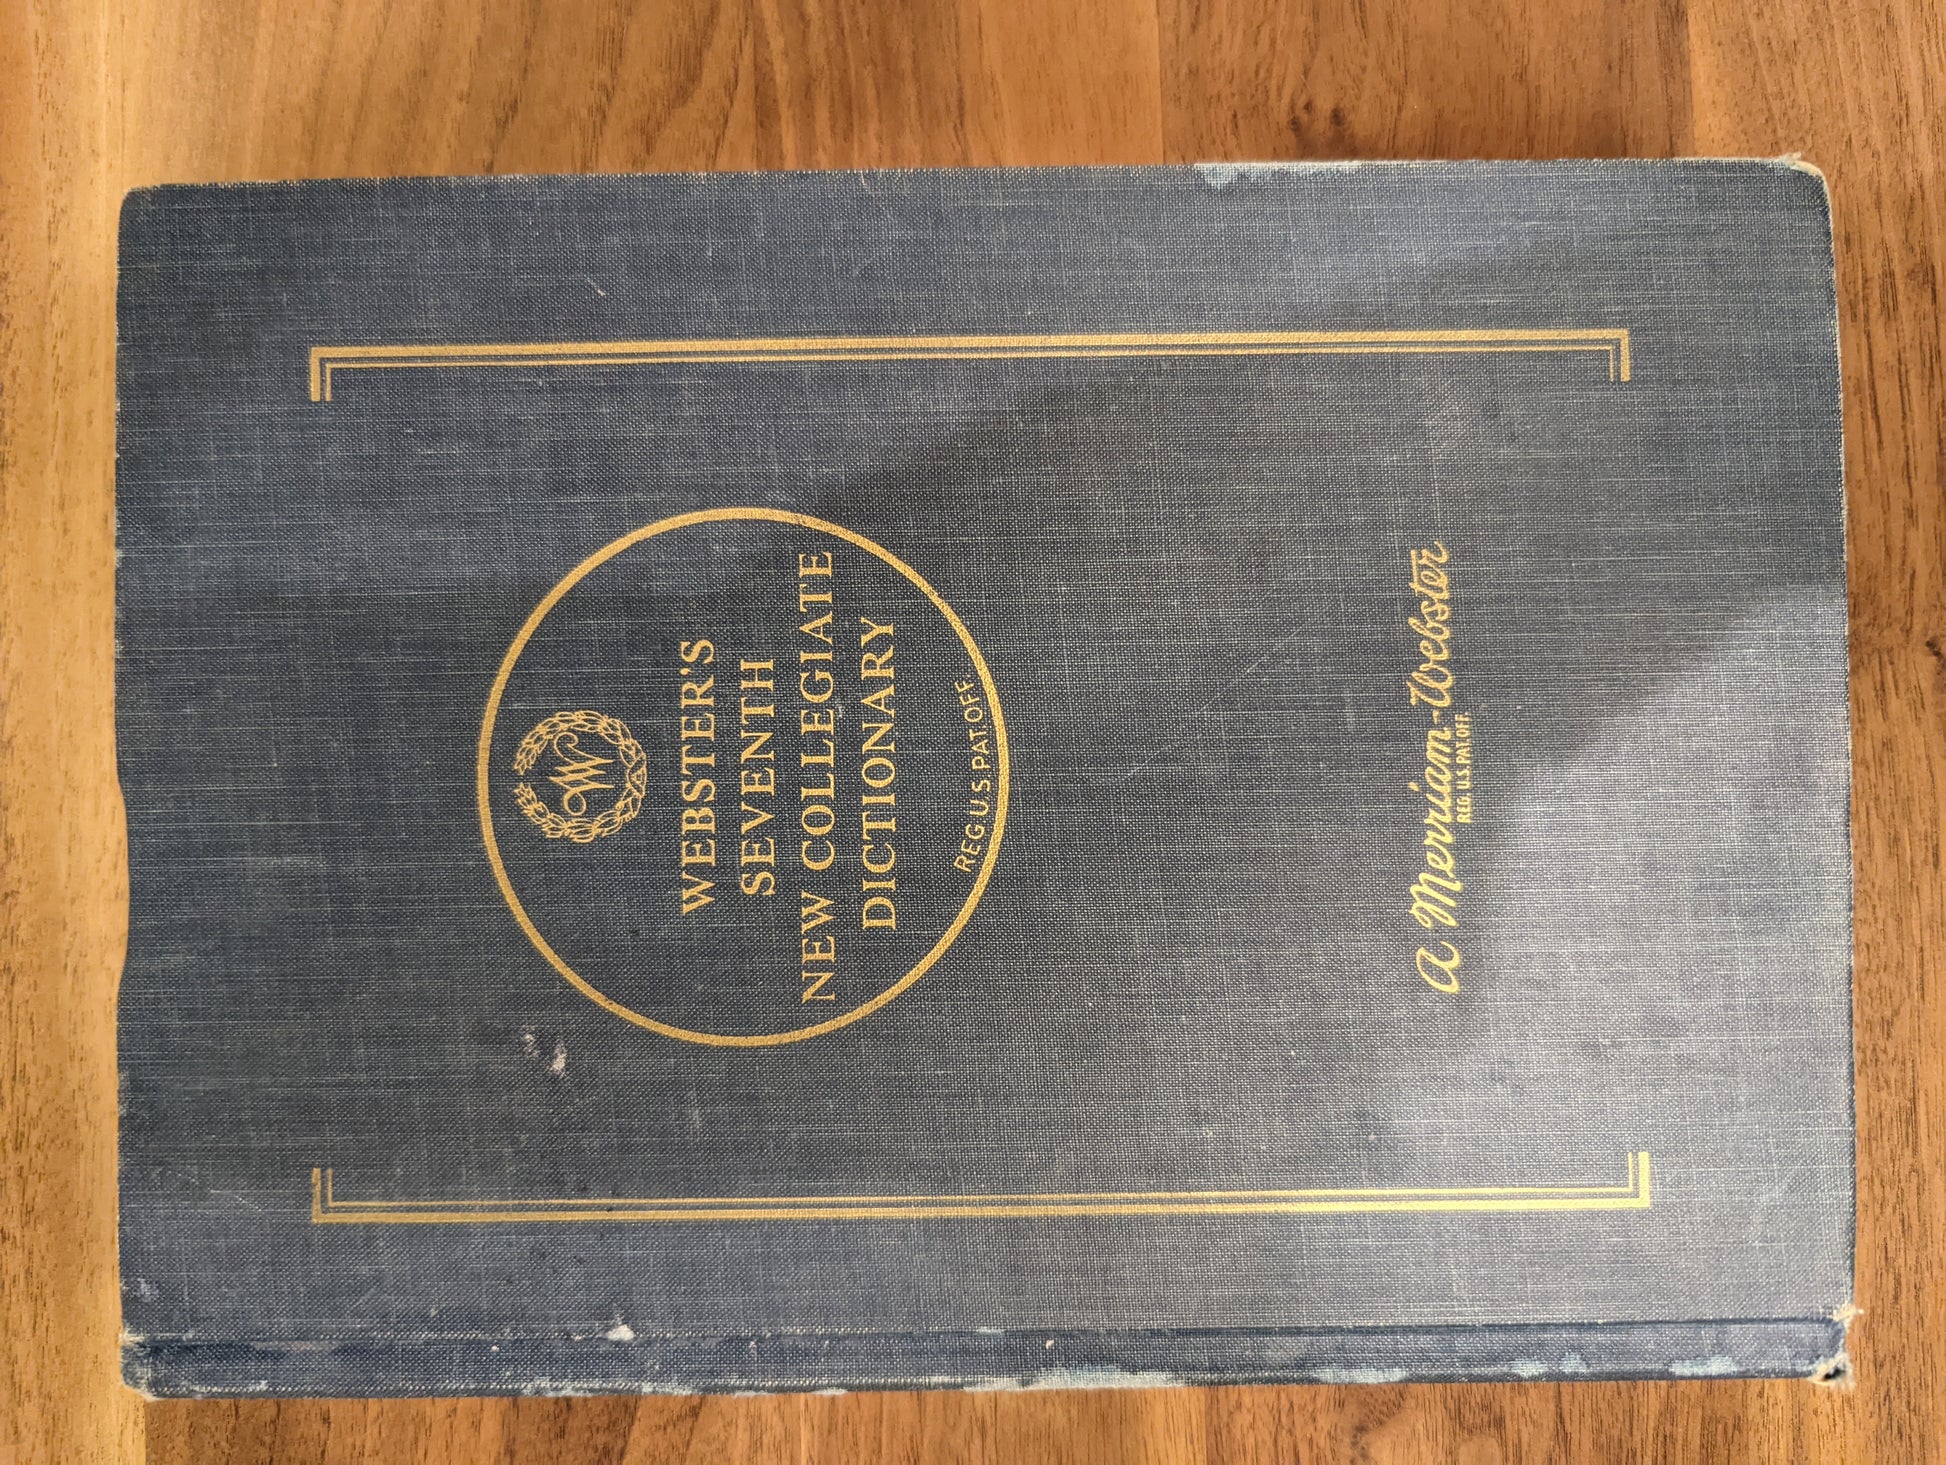 WEBSTER'S
SEVENTH
NEW COLLEGIATE
DICTIONARY
REG U S PAT OFF
a Merriam-Webster
REG. U.S. PAT. OFF.